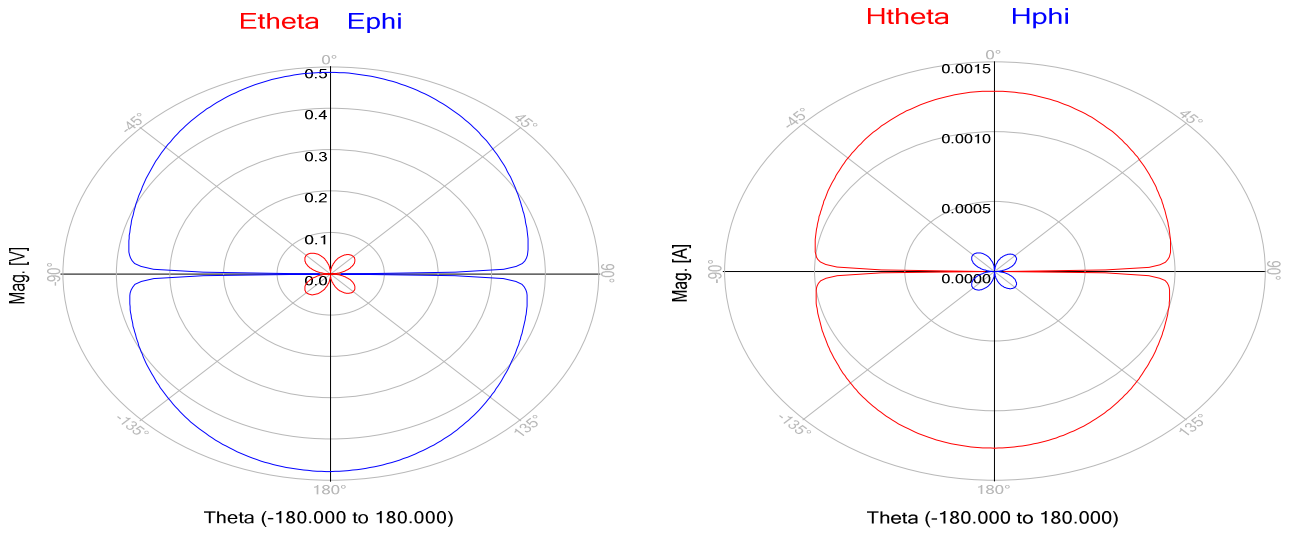 Etheta Ephi
0°
0.5
-45° 45°
0.4
0.3
0.2
0.1
Mag. [V]
-90° 0.0 90°
-135° 135°
180°
Theta (-180.000 to 180.000)
Htheta Hphi
0°
0.0015
-45° 45°
0.0010
0.0005
Mag. [A]
-90° 0.0000 90°
-135° 135°
180°
Theta (-180.000 to 180.000)